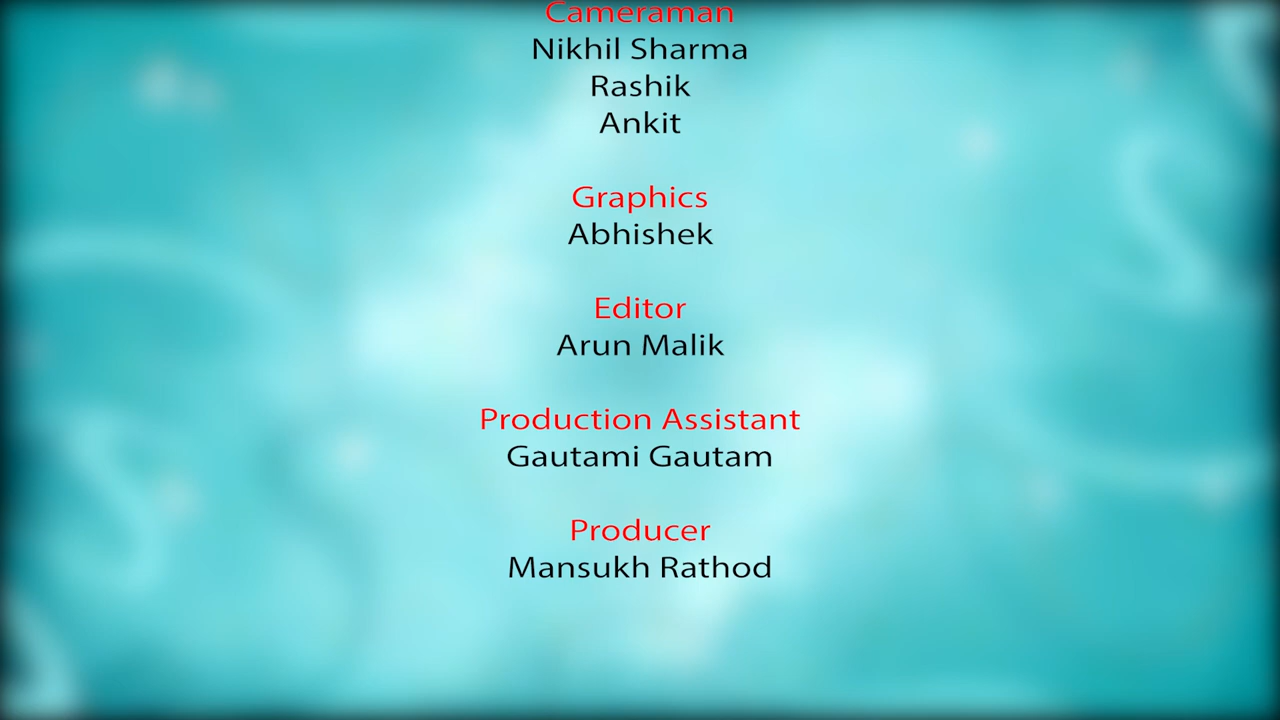 Cameraman
Nikhil Sharma
Rashik
Ankit
Graphics
Abhishek
Editor
Arun Malik
Production Assistant
Gautami Gautam
Producer
Mansukh Rathod